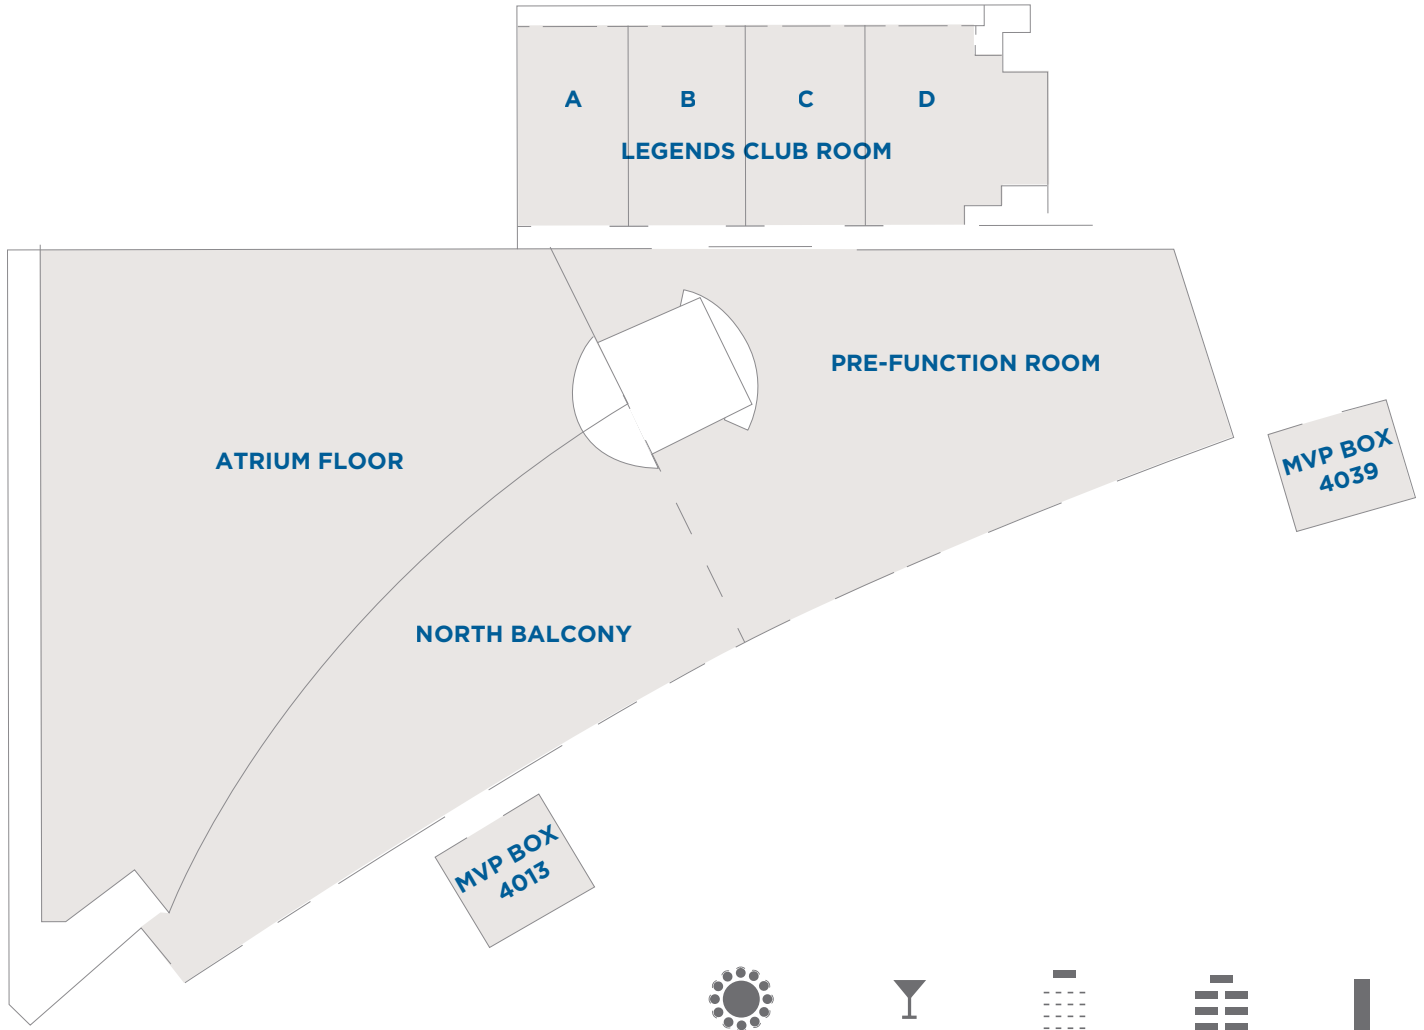 A B C D
LEGENDS CLUB ROOM
PRE-FUNCTION ROOM
ATRIUM FLOOR
MVP BOX
4039
NORTH BALCONY
MVP BOX
4013